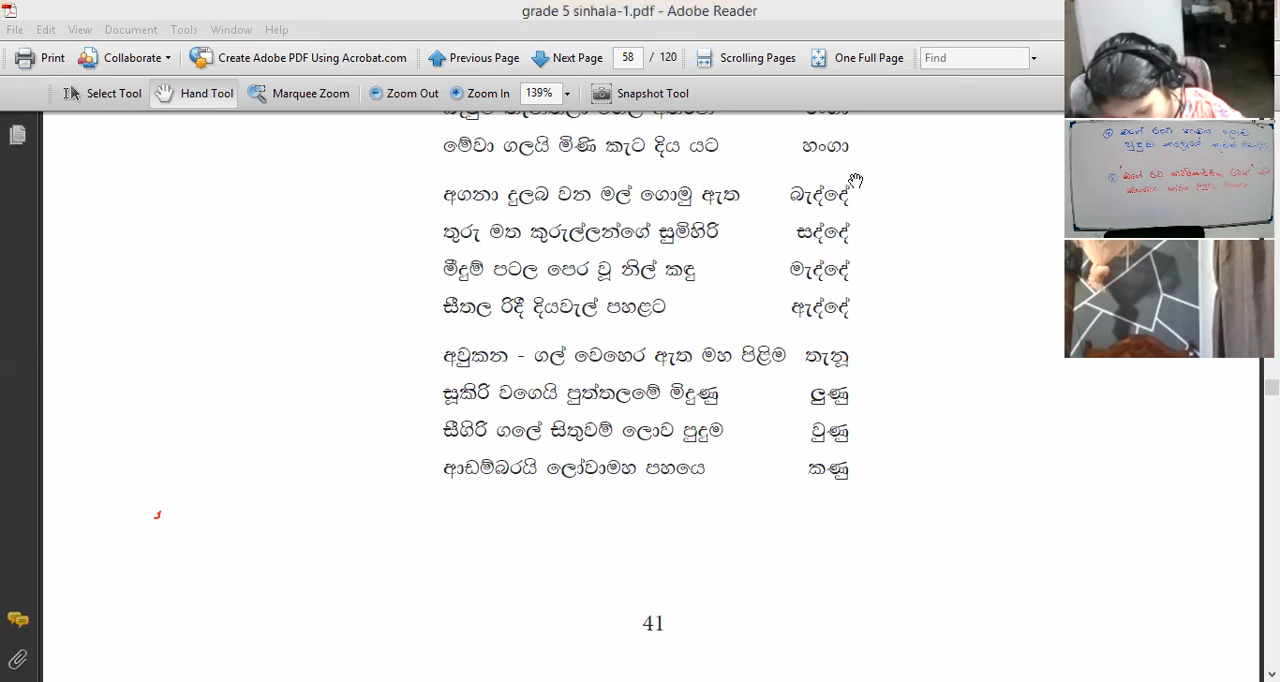 grade 5 sinhala-1.pdf - Adobe Reader
File Edit View Document Tools Window Help
Print Collaborate Create Adobe PDF Using Acrobat.com Previous Page Next Page 58 / 120 Scrolling Pages One Full Page Find
Select Tool Hand Tool Marquee Zoom Zoom Out Zoom In 139% Snapshot Tool
මේවා ගලයි මිණි කැට දිය යට හංගා
අගනා දුලබ වන මල් ගොමු ඇත බැද්දේ
තුරු මත කුරුල්ලන්ගේ සුමිහිරි සද්දේ
මීදුම් පටල පෙර වූ නිල් කඳු මැද්දේ
සීතල රිදී දියවැල් පහළට ඇද්දේ
අවුකන - ගල් වෙහෙර ඇත මහ පිළිම තැනූ
සූකිරි වගෙයි පුත්තලමේ මිදුණු ලුණු
සීගිරි ගලේ සිතුවම් ලොව පුදුම වුණු
ආඩම්බරයි ලෝවාමහ පහයෙ කණු
41